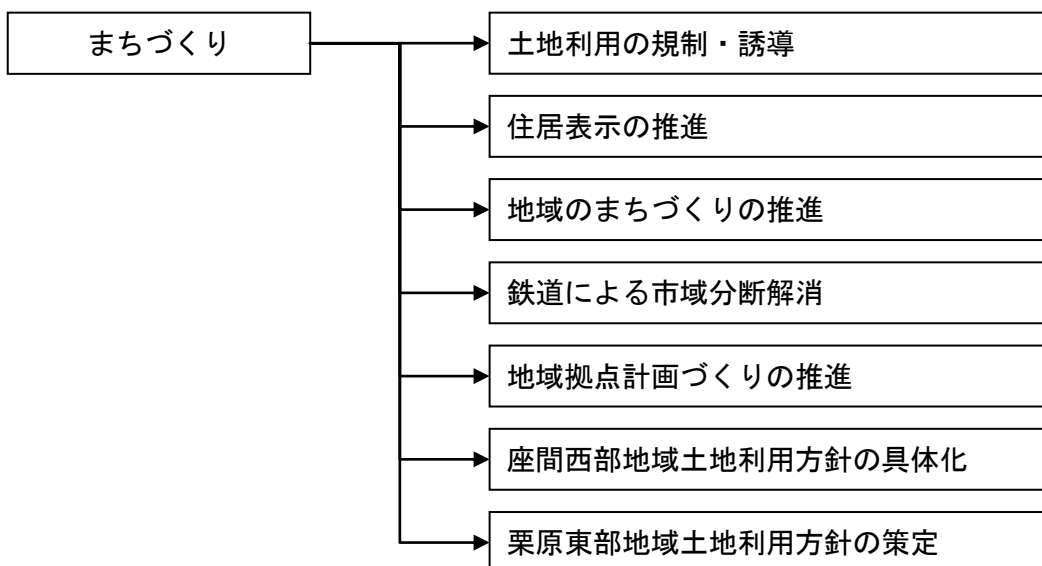 まちづくり
土地利用の規制・誘導
住居表示の推進
地域のまちづくりの推進
鉄道による市域分断解消
地域拠点計画づくりの推進
座間西部地域土地利用方針の具体化
栗原東部地域土地利用方針の策定